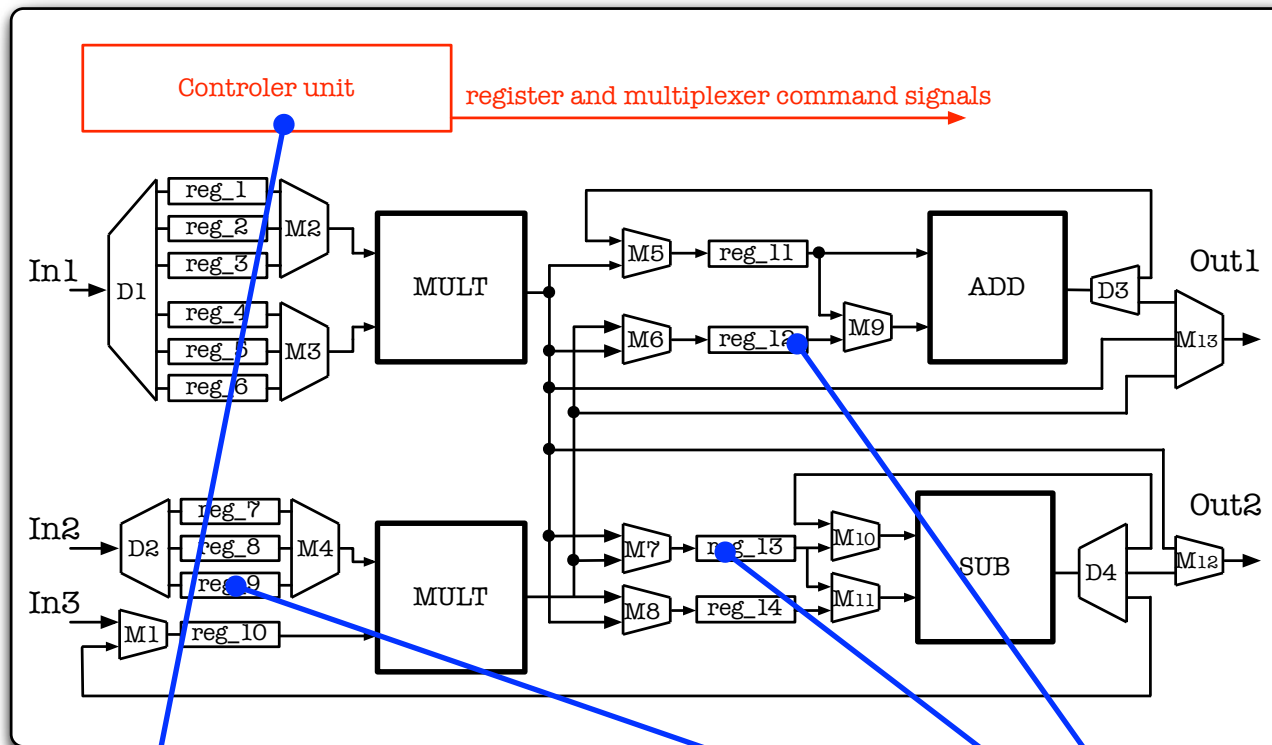 Controler unit
register and multiplexer command signals
reg_1
reg_2
reg_3
reg_4
reg_5
reg_6
M2
M3
In1
D1
MULT
M5
reg_11
M6
reg_12
M9
ADD
D3
Out1
M13
In2
D2
reg_7
reg_8
reg_9
M4
In3
M1
reg_10
MULT
M7
reg_13
M8
reg_14
M10
M11
SUB
D4
M12
Out2